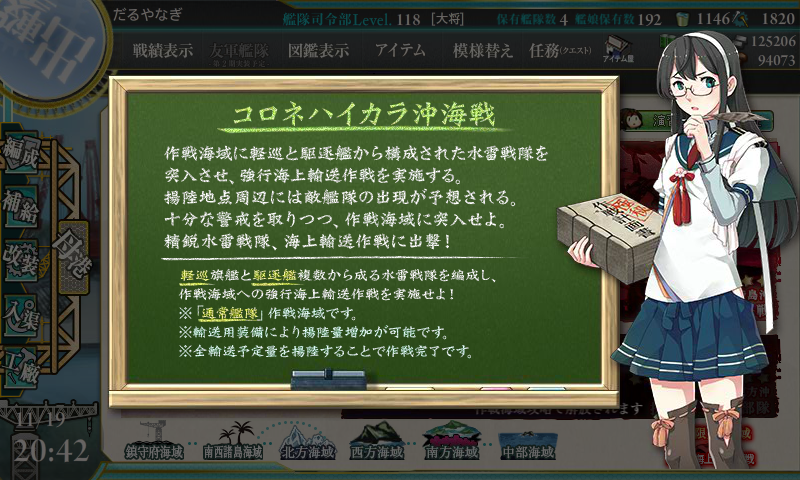 だるやなぎ
艦隊司令部Level. 118 [大将]
保有艦隊数 4 艦娘保有数 192
1146 1820
125206
94073
戦績表示 友軍艦隊 図鑑表示 アイテム 模様替え 任務(クエスト) アイテム屋
出撃
編成
補給
改装
入渠
工廠
母港
コロネハイカラ沖海戦
作戦海域に軽巡と駆逐艦から構成された水雷戦隊を
突入させ、強行海上輸送作戦を実施する。
揚陸地点周辺には敵艦隊の出現が予想される。
十分な警戒を取りつつ、作戦海域に突入せよ。
精鋭水雷戦隊、海上輸送作戦に出撃!
軽巡旗艦と駆逐艦複数から成る水雷戦隊を編成し、
作戦海域への強行海上輸送作戦を実施せよ!
※「通常艦隊」作戦海域です。
※輸送用装備により揚陸量増加が可能です。
※全輸送予定量を揚陸することで作戦完了です。
11/19
20:42
鎮守府海域 南西諸島海域 北方海域 西方海域 南方海域 中部海域